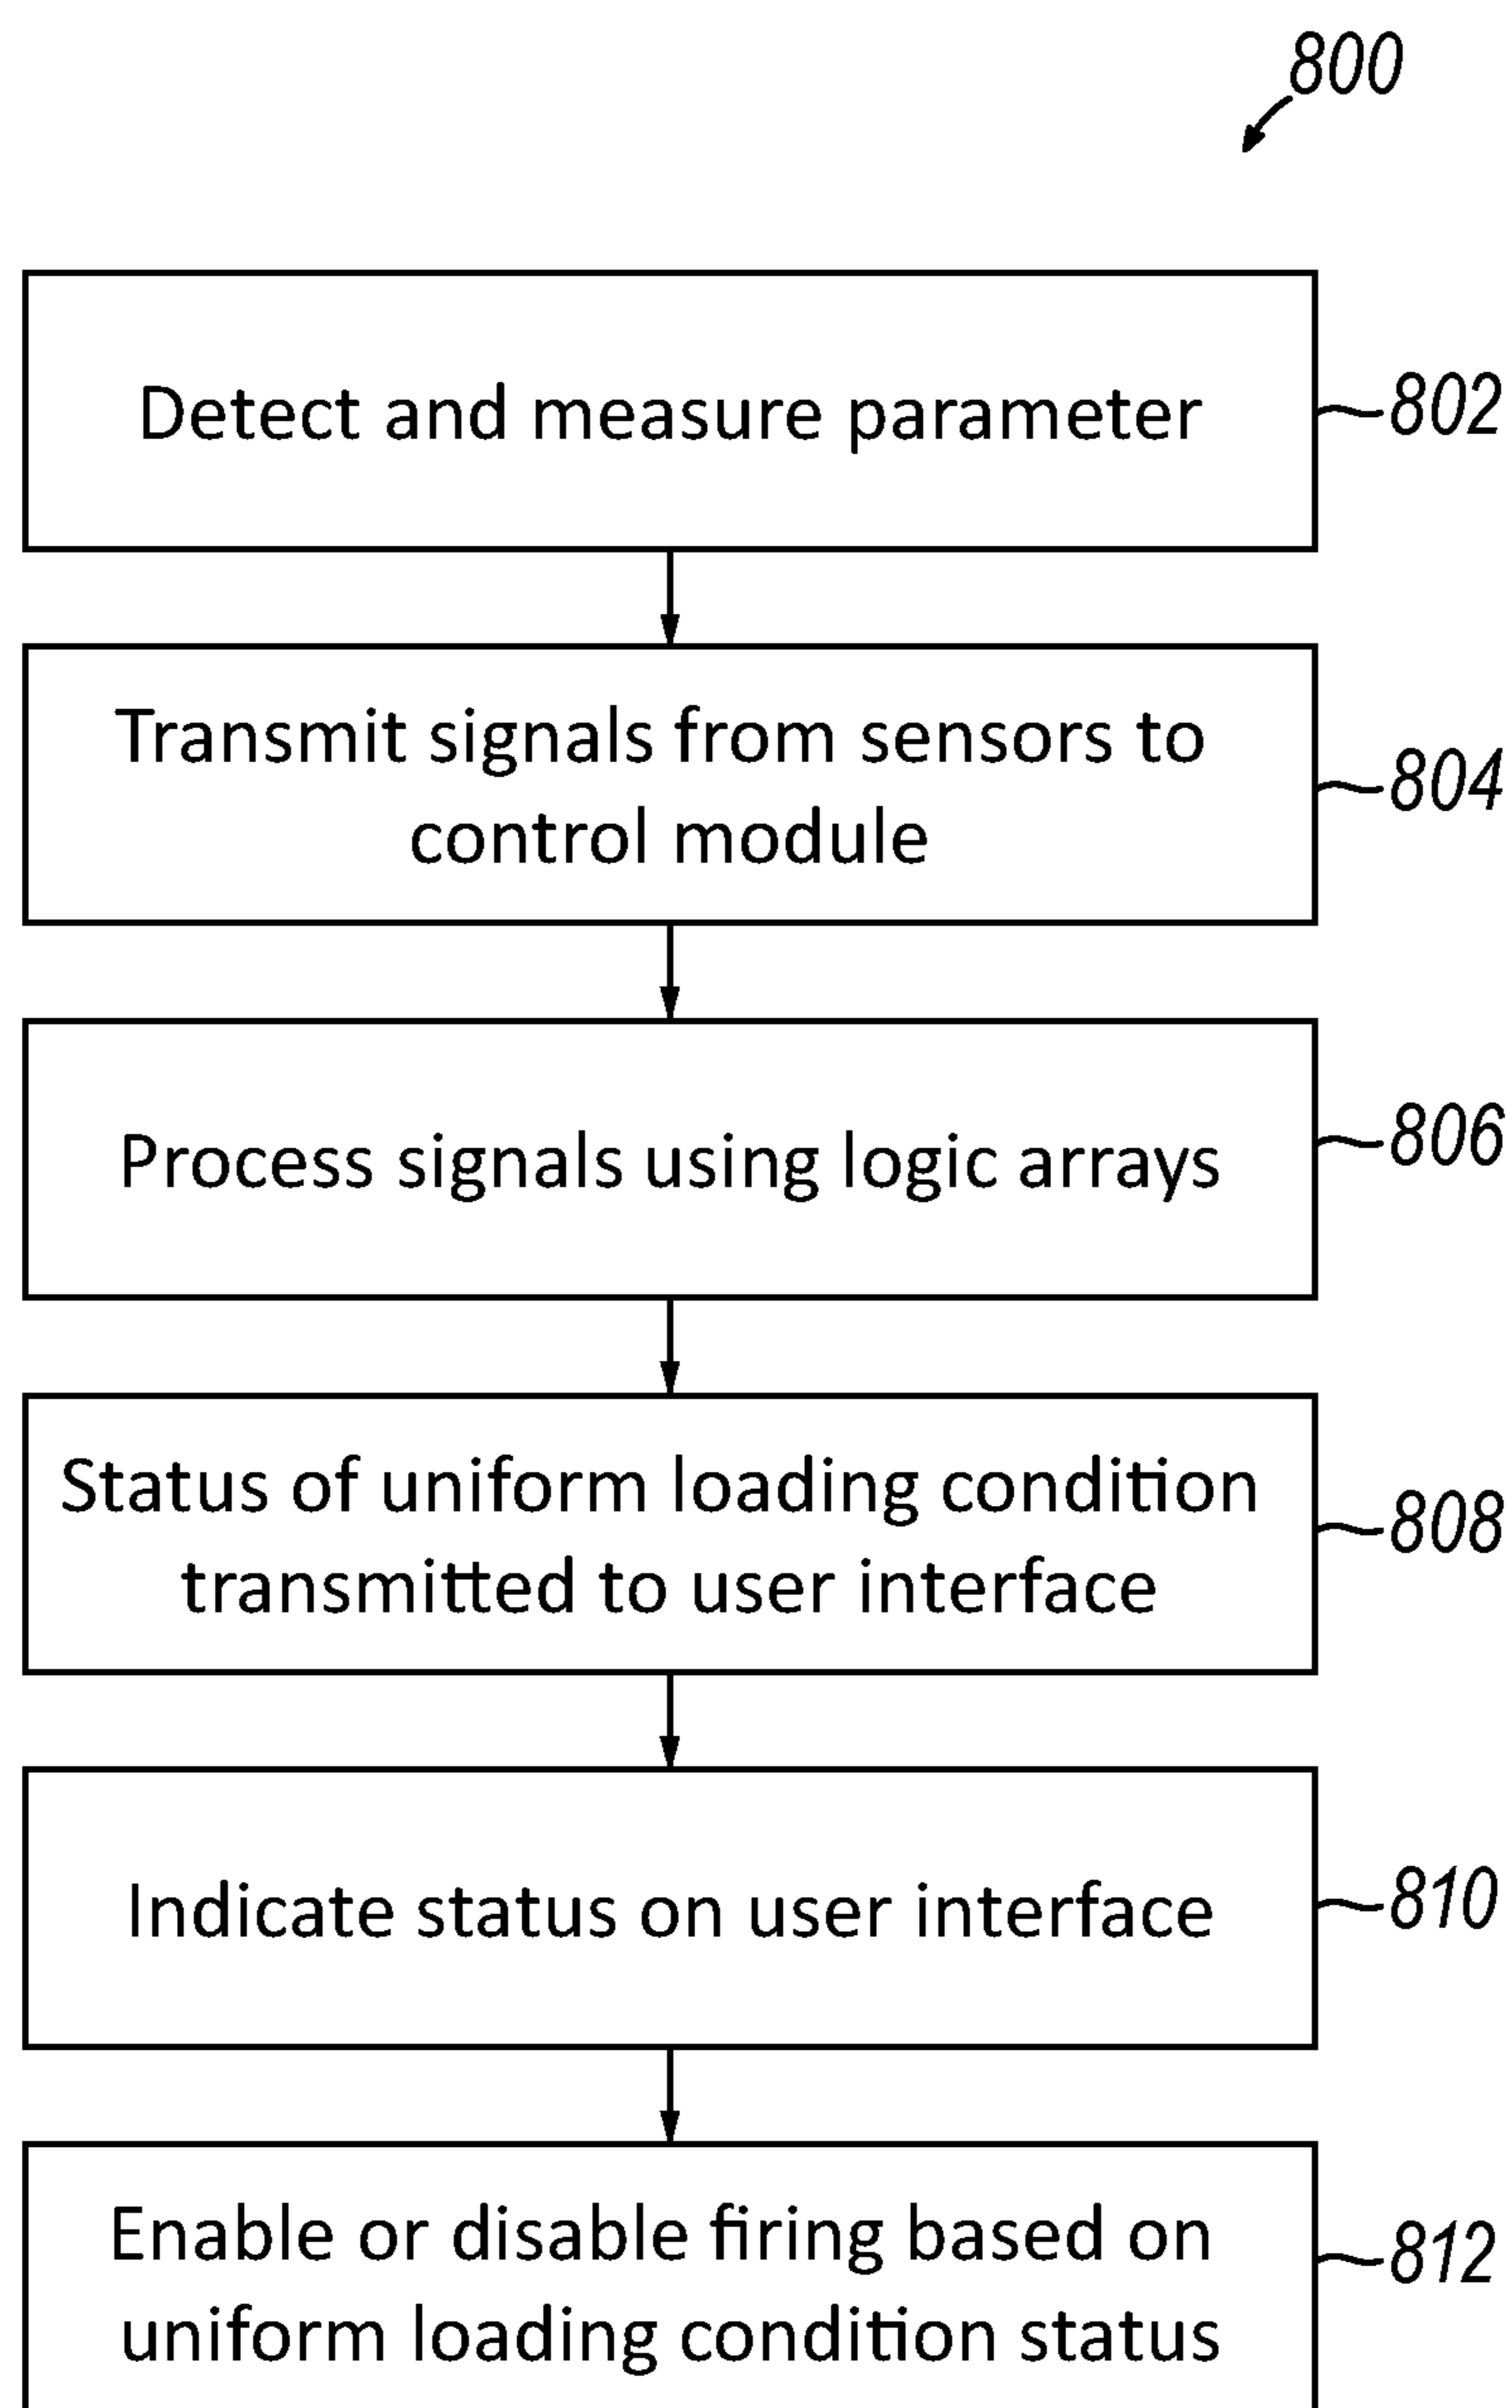 800
Detect and measure parameter
802
Transmit signals from sensors to
control module
804
Process signals using logic arrays
806
Status of uniform loading condition
transmitted to user interface
808
Indicate status on user interface
810
Enable or disable firing based on
uniform loading condition status
812